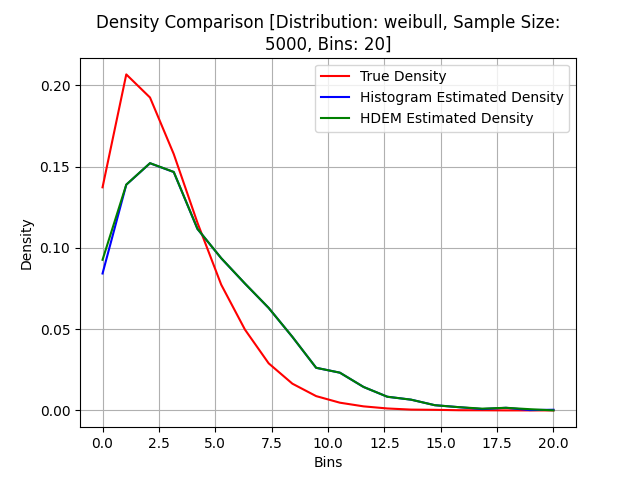 Density Comparison [Distribution: weibull, Sample Size:
5000, Bins: 20]
True Density
Histogram Estimated Density
HDEM Estimated Density
Density
0.20
0.15
0.10
0.05
0.00
0.0 2.5 5.0 7.5 10.0 12.5 15.0 17.5 20.0
Bins